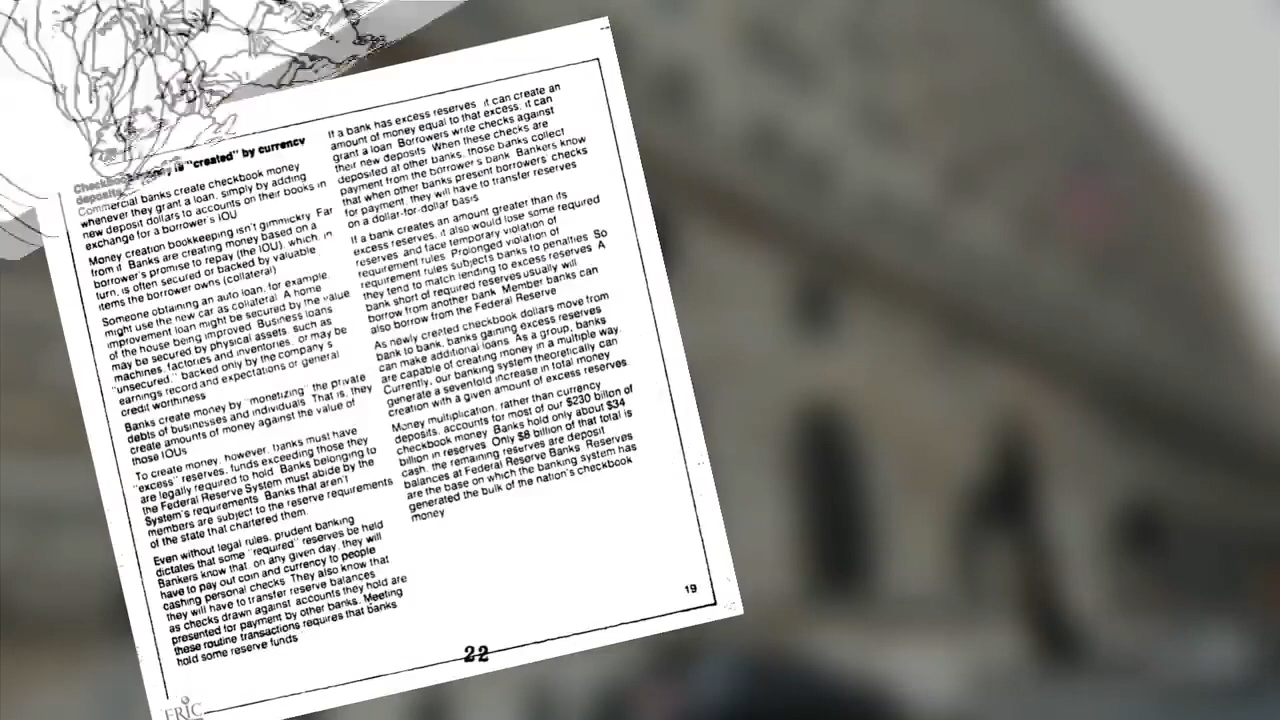 is "created" by currency
Commercial banks create checkbook money
whenever they grant a loan, simply by adding
new deposit dollars to accounts on their books in
exchange for a borrower's IOU
Money creation bookkeeping isn't gimmickry. Far
from it. Banks are creating money based on a
borrower's promise to repay (the IOU), which, in
turn, is often secured or backed by valuable
items the borrower owns (collateral)
Someone obtaining an auto loan, for example,
might use the new car as collateral. A home
improvement loan might be secured by the value
of the house being improved. Business loans
may be secured by physical assets, such as
machines, factories and inventories, or may be
"unsecured," backed only by the company's
earnings record and expectations or general
credit worthiness
Banks create money by "monetizing" the private
debts of businesses and individuals. That is, they
create amounts of money against the value of
those IOUs
To create money, however, banks must have
"excess" reserves, funds exceeding those they
are legally required to hold. Banks belonging to
the Federal Reserve System must abide by the
System's requirements. Banks that aren't
members are subject to the reserve requirements
of the state that chartered them.
Even without legal rules, prudent banking
dictates that some "required" reserves be held
Bankers know that, on any given day, they will
have to pay out coin and currency to people
cashing personal checks. They also know that
they will have to transfer reserve balances
as checks drawn against accounts they hold are
presented for payment by other banks. Meeting
these routine transactions requires that banks
hold some reserve funds
If a bank has excess reserves, it can create an
amount of money equal to that excess; it can
grant a loan. Borrowers write checks against
their new deposits. When these checks are
deposited at other banks, those banks collect
payment from the borrower's bank. Bankers know
that when other banks present borrowers' checks
for payment, they will have to transfer reserves
on a dollar-for-dollar basis
If a bank creates an amount greater than its
excess reserves, it also would lose some required
reserves and face temporary violation of
requirement rules. Prolonged violation of
requirement rules subjects banks to penalties. So
they tend to match lending to excess reserves. A
bank short of required reserves usually will
borrow from another bank. Member banks can
also borrow from the Federal Reserve
As newly created checkbook dollars move from
bank to bank, banks gaining excess reserves
can make additional loans. As a group, banks
are capable of creating money in a multiple way.
Currently, our banking system theoretically can
generate a sevenfold increase in total money
creation with a given amount of excess reserves.
Money multiplication, rather than currency
deposits, accounts for most of our $230 billon of
checkbook money. Banks hold only about $34
billion in reserves. Only $8 billion of that total is
cash, the remaining reserves are deposit
balances at Federal Reserve Banks. Reserves
are the base on which the banking system has
generated the bulk of the nation's checkbook
money
19
22
ERIC